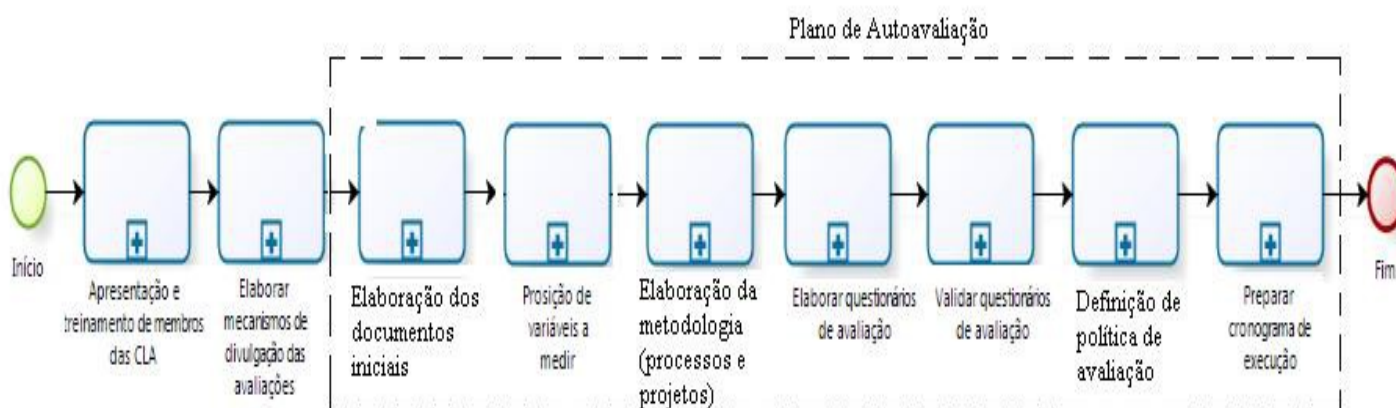 Plano de Autoavaliação
Início
Apresentação e
treinamento de membros
das CLA
Elaborar
mecanismos de
divulgação das
avaliações
Elaboração dos
documentos
iniciais
Prosição de
variáveis a
medir
Elaboração da
metodologia
(processos e
projetos)
Elaborar questionários
de avaliação
Validar questionários
de avaliação
Definição de
política de
avaliação
Preparar
cronograma de
execução
Fim